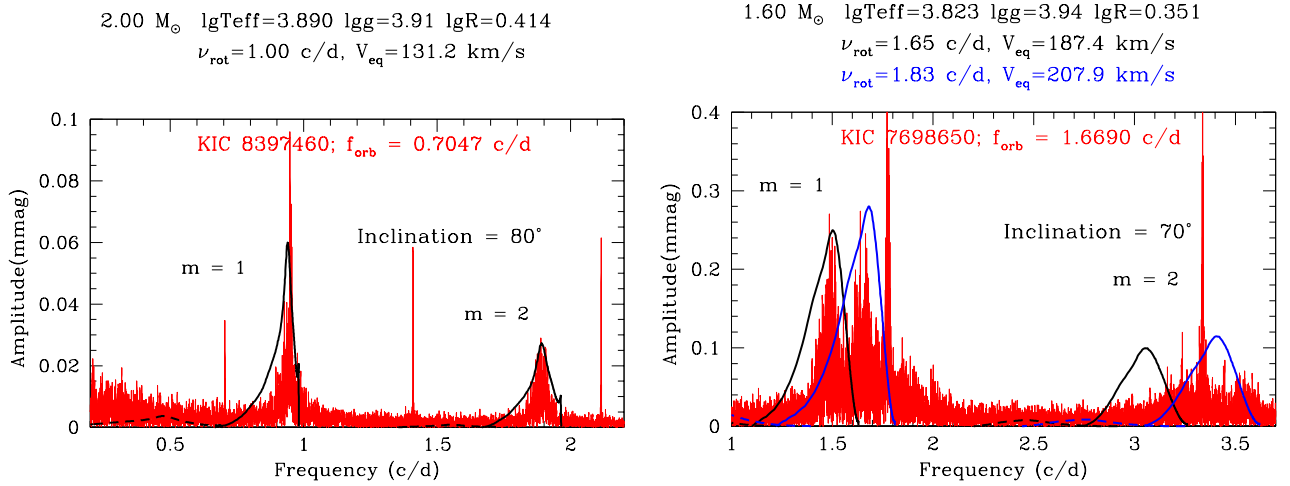 2.00 M☉ lgTeff=3.890 lgg=3.91 lgR=0.414
νrot=1.00 c/d, Veq=131.2 km/s
0.1
0.08
0.06
0.04
0.02
0
Amplitude(mmag)
KIC 8397460; forb = 0.7047 c/d
Inclination = 80°
m = 1
m = 2
0.5
1
1.5
2
Frequency (c/d)
1.60 M☉ lgTeff=3.823 lgg=3.94 lgR=0.351
νrot=1.65 c/d, Veq=187.4 km/s
νrot=1.83 c/d, Veq=207.9 km/s
0.4
0.3
0.2
0.1
0
Amplitude(mmag)
KIC 7698650; forb = 1.6690 c/d
m = 1
Inclination = 70°
m = 2
1
1.5
2
2.5
3
3.5
Frequency (c/d)